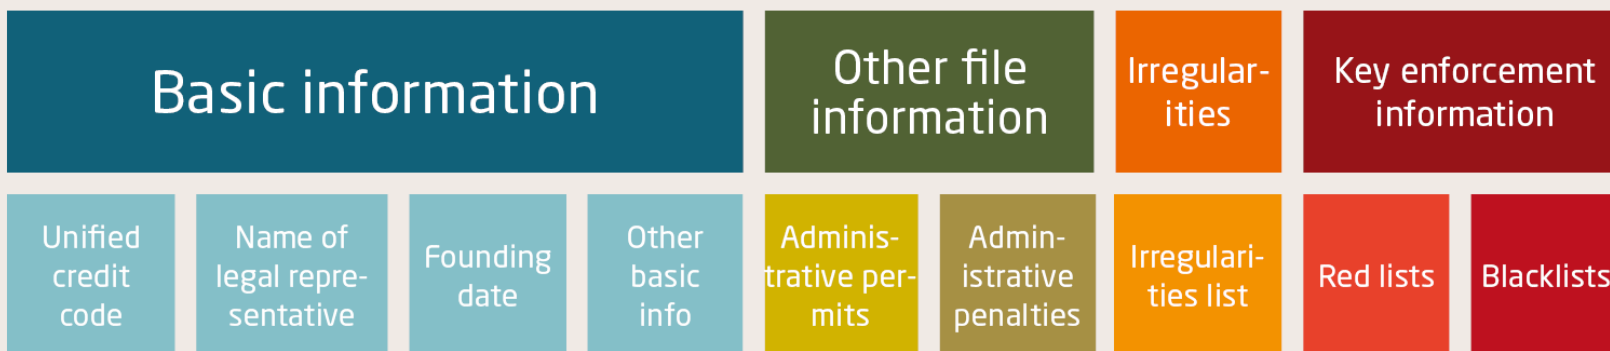 Basic information
Other file
information
Irregular-
ities
Key enforcement
information
Unified
credit
code
Name of
legal repre-
sentative
Founding
date
Other
basic
info
Adminis-
trative per-
mits
Admin-
istrative
penalties
Irregulari-
ties list
Red lists
Blacklists